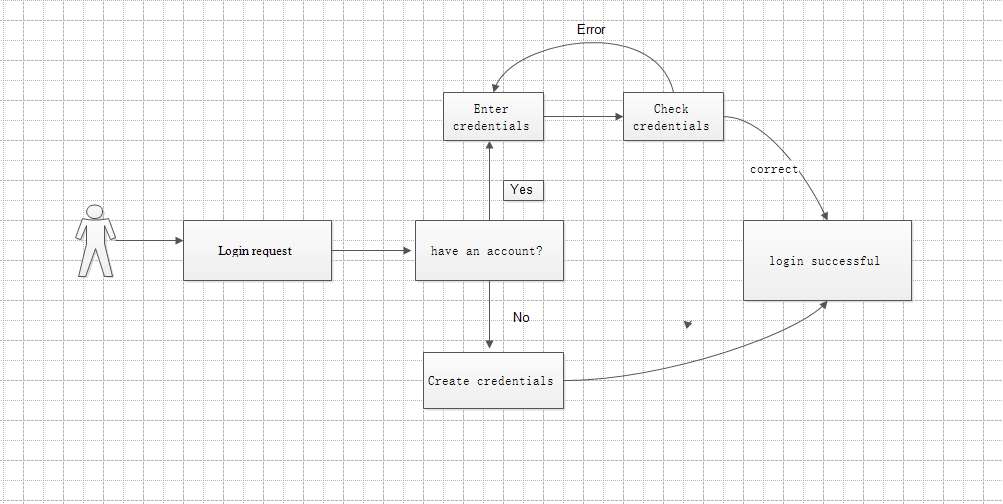 Error
Enter
credentials
Check
credentials
correct
Yes
Login request
have an account?
login successful
No
Create credentials